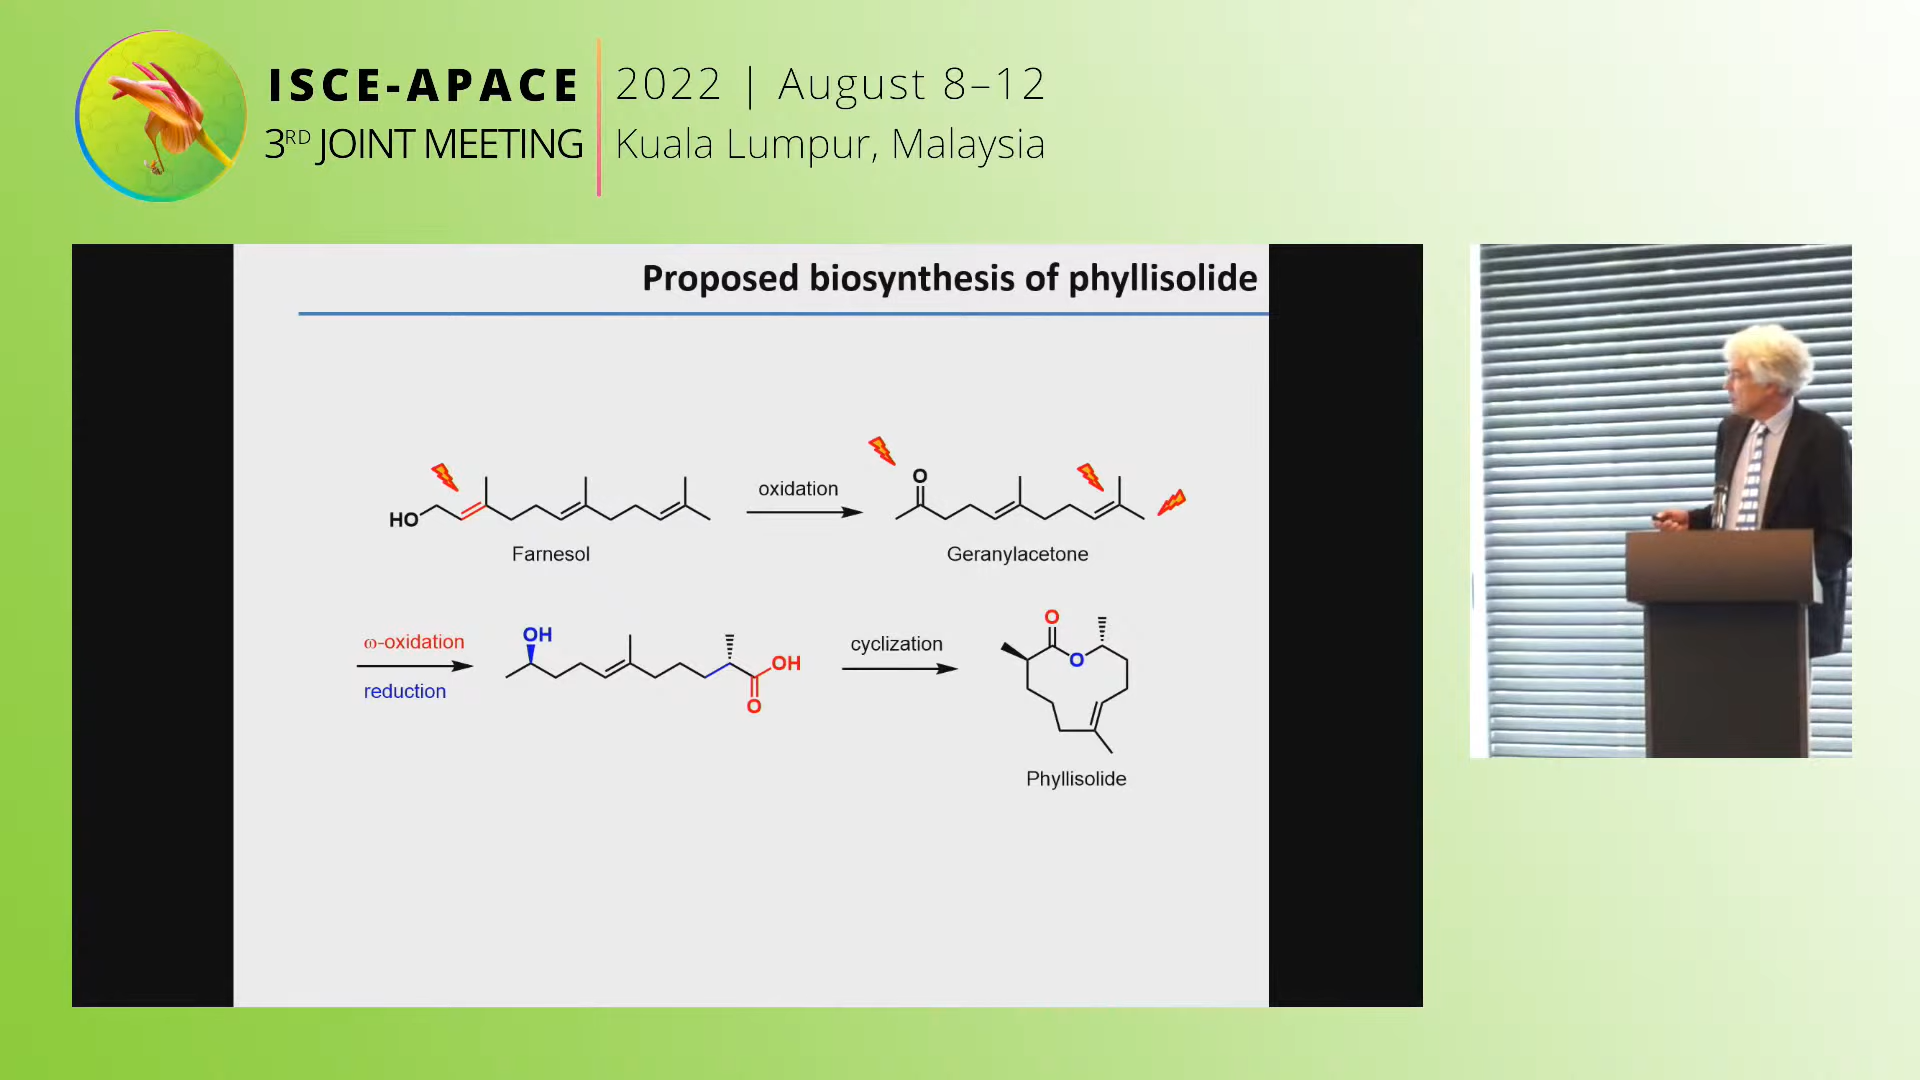 ISCE-APACE
3RD JOINT MEETING
2022 | August 8–12
Kuala Lumpur, Malaysia
Proposed biosynthesis of phyllisolide
HO
Farnesol
oxidation
O
Geranylacetone
ω-oxidation
reduction
OH
OH
O
cyclization
O
O
Phyllisolide